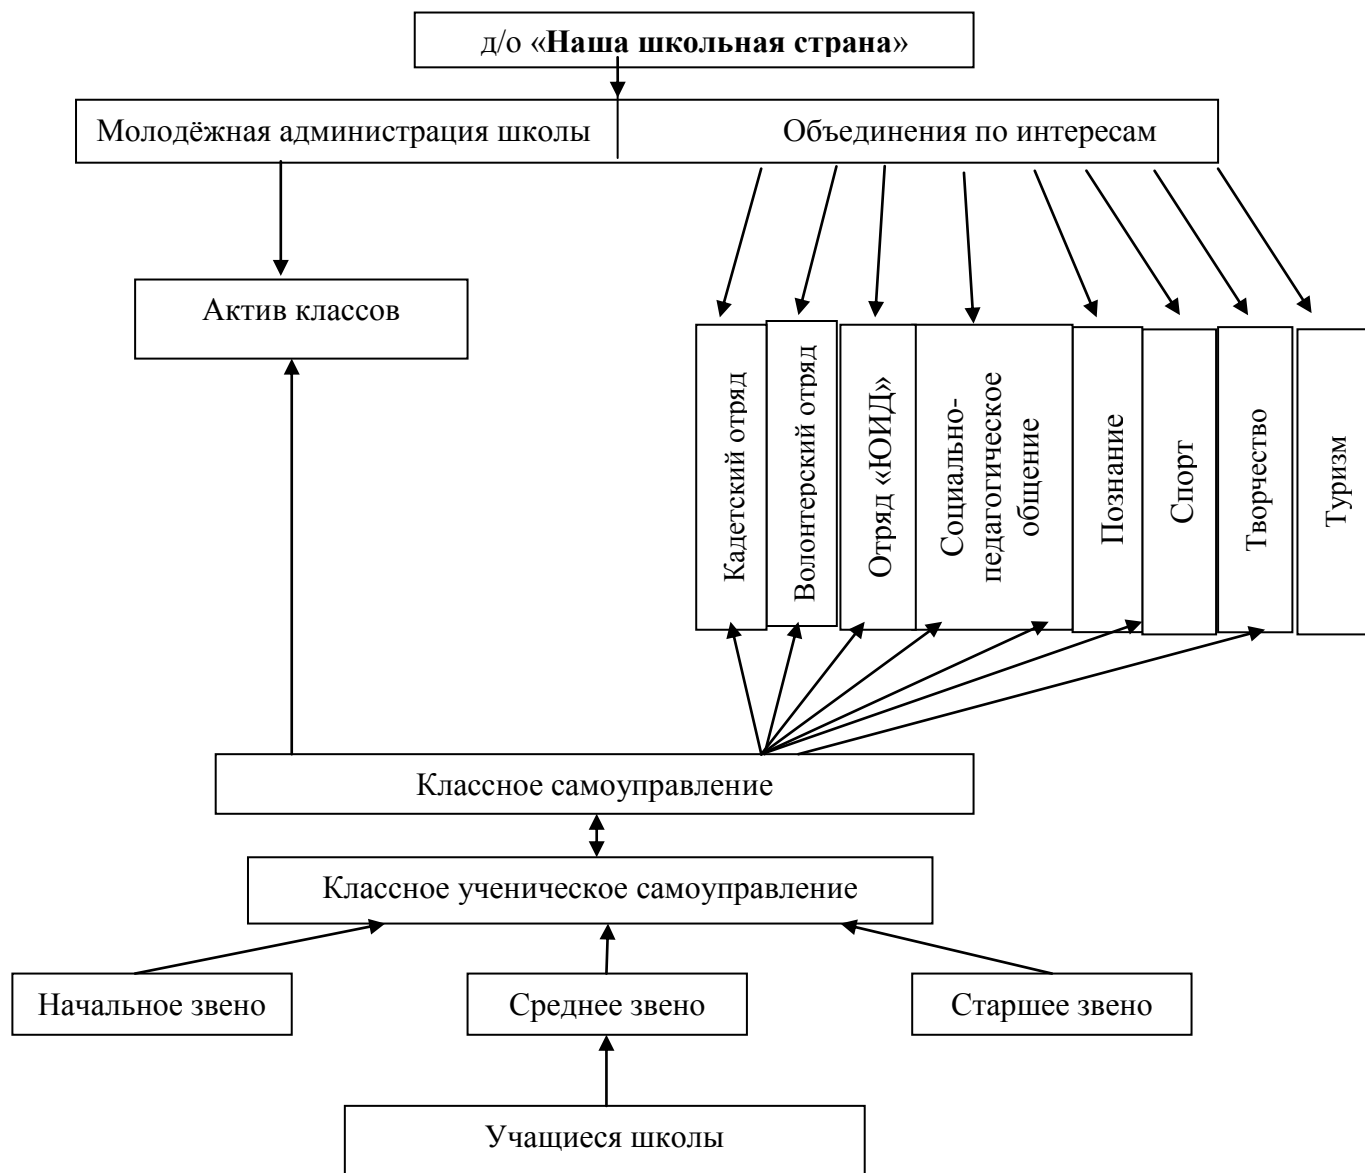 д/о «Наша школьная страна»
Молодёжная администрация школы
Объединения по интересам
Актив классов
Кадетский отряд
Волонтерский отряд
Отряд «ЮИД»
Социально-
педагогическое
общение
Познание
Спорт
Творчество
Туризм
Классное самоуправление
Классное ученическое самоуправление
Начальное звено
Среднее звено
Старшее звено
Учащиеся школы